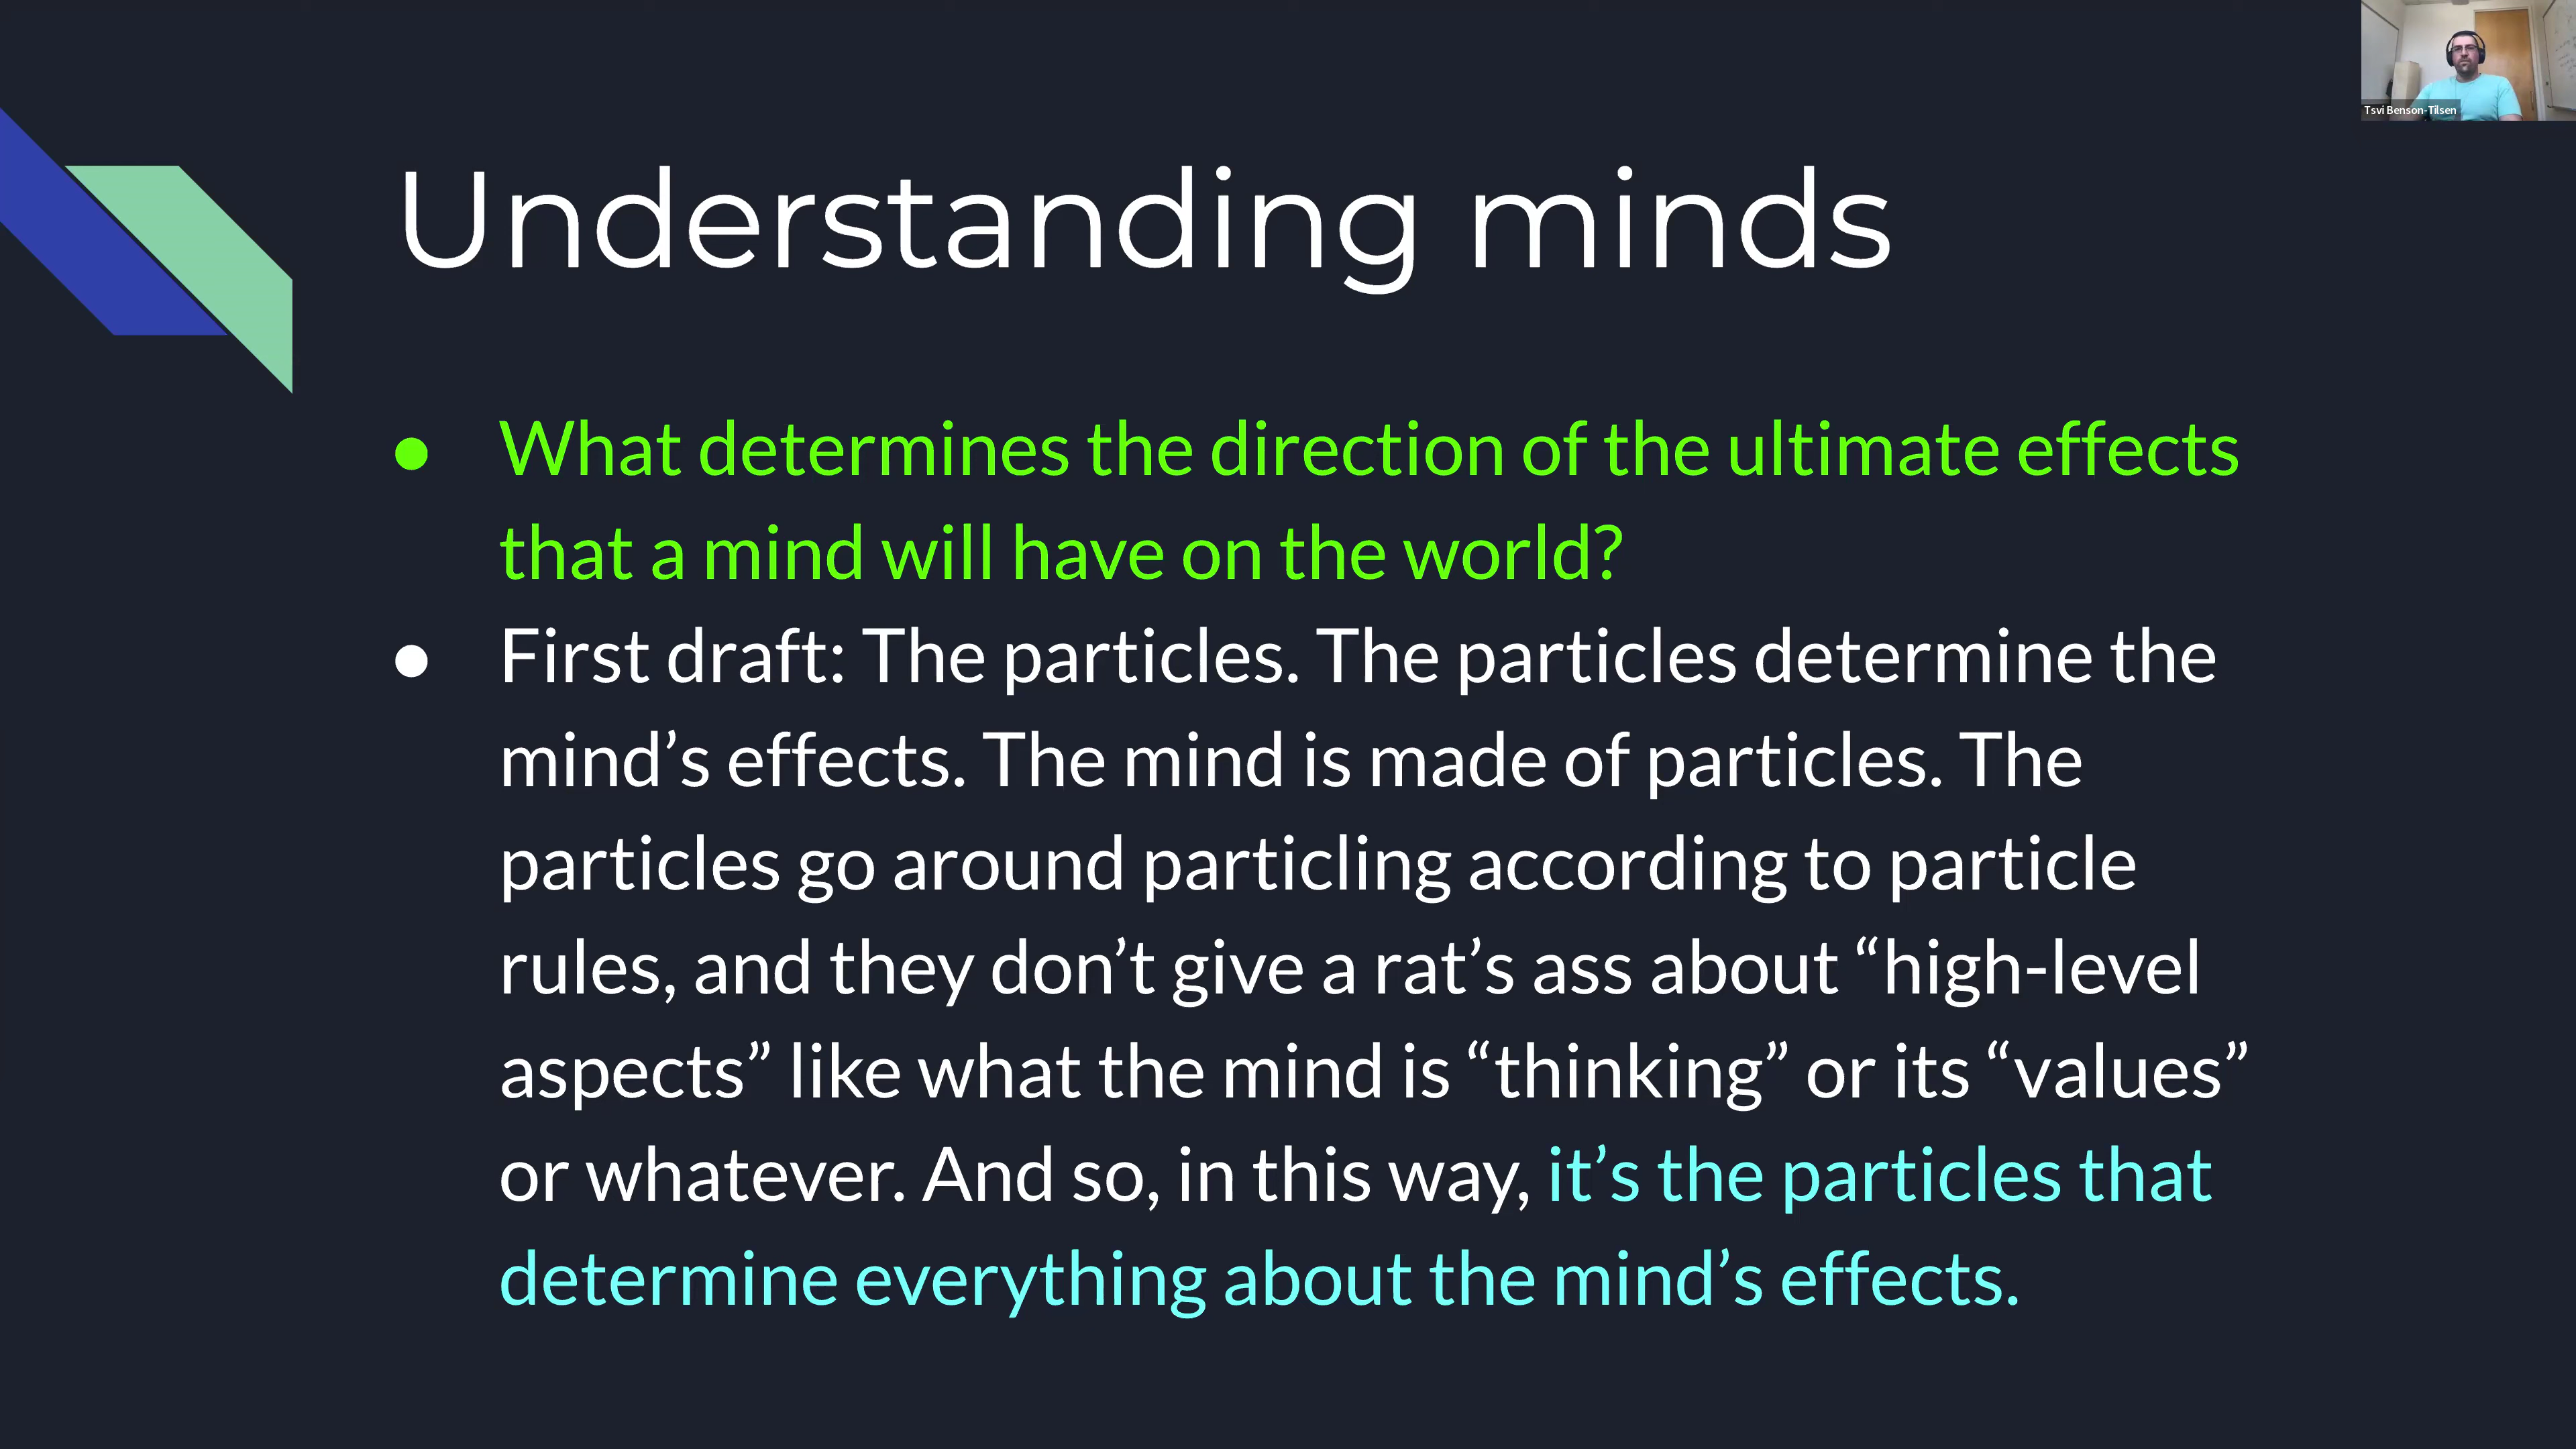 Tsvi Benson-Tilsen
Understanding minds
● What determines the direction of the ultimate effects
that a mind will have on the world?
● First draft: The particles. The particles determine the
mind’s effects. The mind is made of particles. The
particles go around particling according to particle
rules, and they don’t give a rat’s ass about “high-level
aspects” like what the mind is “thinking” or its “values”
or whatever. And so, in this way, it’s the particles that
determine everything about the mind’s effects.